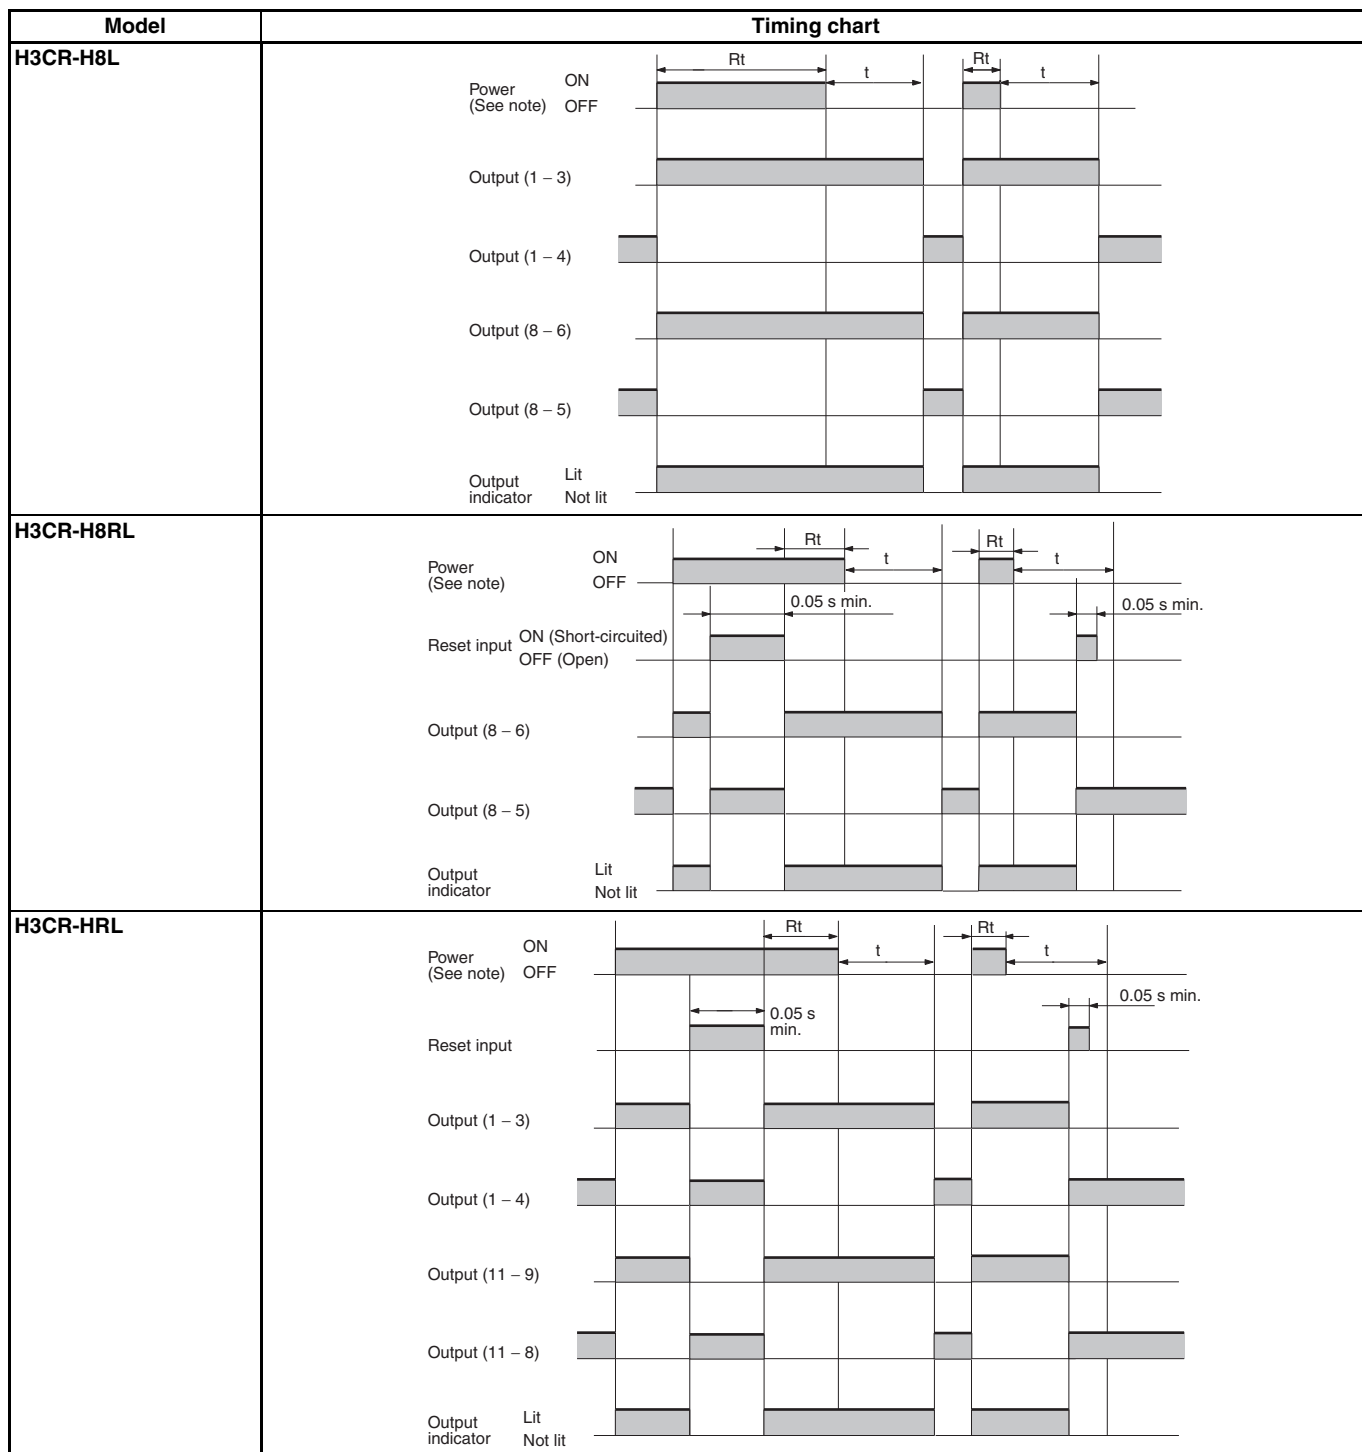 Model Timing chart
H3CR-H8L
Rt t Rt t
Power ON
(See note) OFF
Output (1 – 3)
Output (1 – 4)
Output (8 – 6)
Output (8 – 5)
Output Lit
indicator Not lit
H3CR-H8RL
Rt t Rt t
Power ON
(See note) OFF
0.05 s min. 0.05 s min.
Reset input ON (Short-circuited)
OFF (Open)
Output (8 – 6)
Output (8 – 5)
Output Lit
indicator Not lit
H3CR-HRL
Rt t Rt t
Power ON
(See note) OFF
0.05 s min.
0.05 s
min.
Reset input
Output (1 – 3)
Output (1 – 4)
Output (11 – 9)
Output (11 – 8)
Output Lit
indicator Not lit